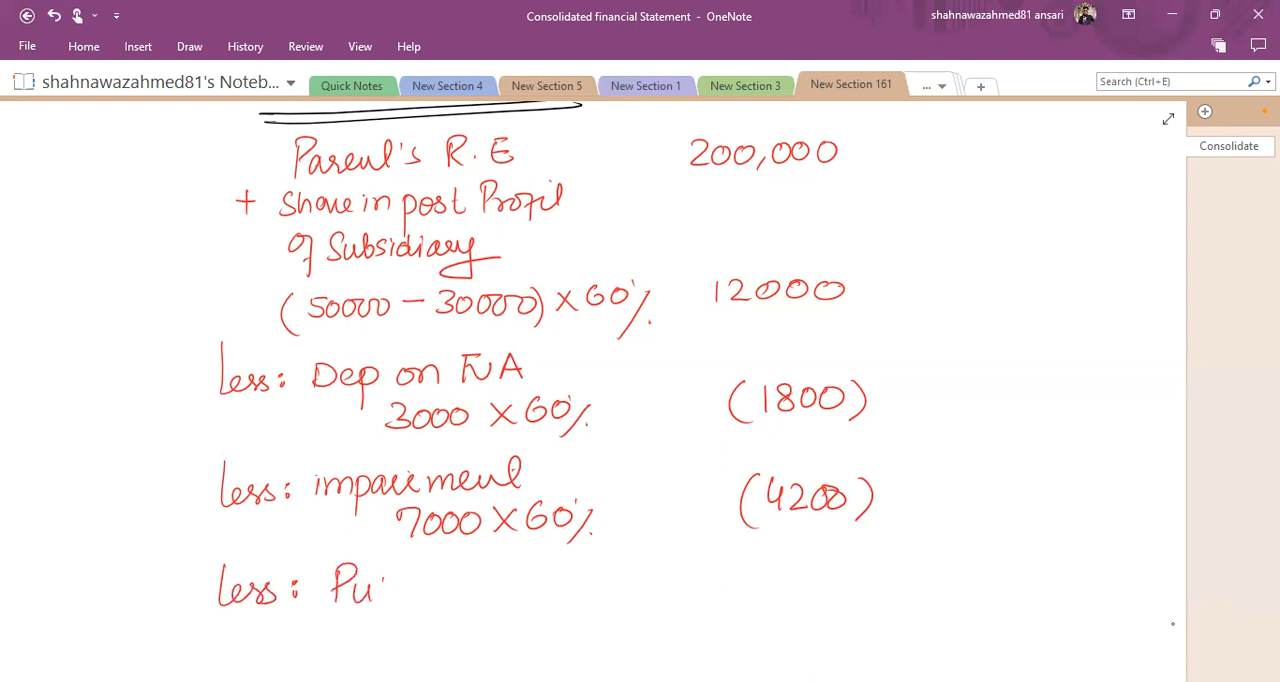 Consolidated financial Statement - OneNote
shahnawazahmed81 ansari
File Home Insert Draw History Review View Help
shahnawazahmed81's Noteb... Quick Notes New Section 4 New Section 5 New Section 1 New Section 3 New Section 161 ... + Search (Ctrl+E)
Consolidate
Parent's R.E 200,000
+ Share in post Profit
of Subsidiary
(50000 - 30000) × 60% 12000
less: Dep on F.V.A
3000 × 60% (1800)
less: impairment
7000 × 60% (4200)
less: Pu